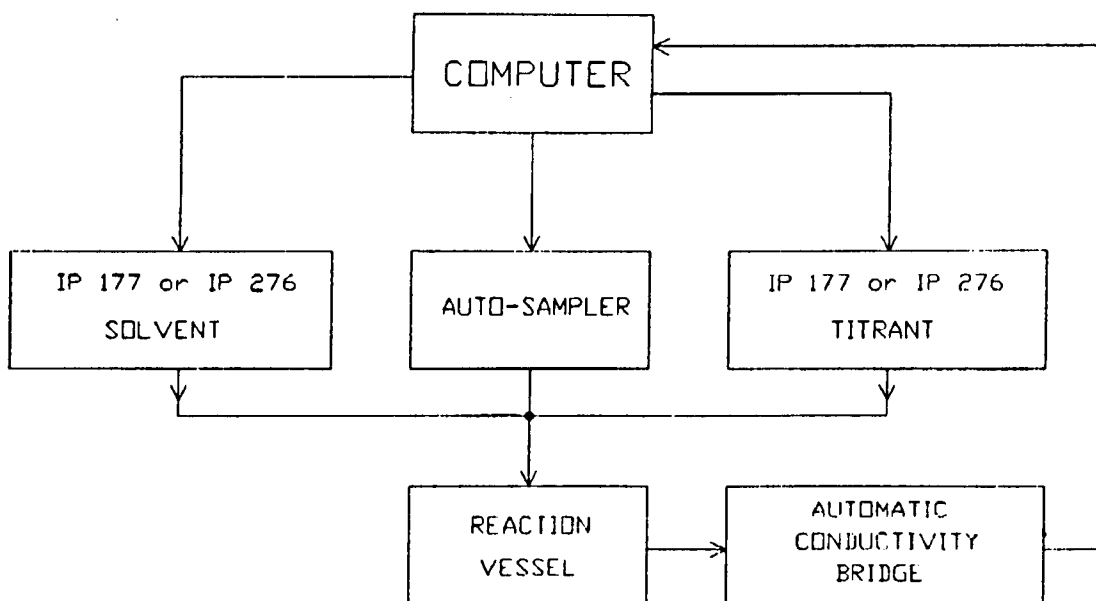 COMPUTER
IP 177 or IP 276
SOLVENT
AUTO-SAMPLER
IP 177 or IP 276
TITRANT
REACTION
VESSEL
AUTOMATIC
CONDUCTIVITY
BRIDGE